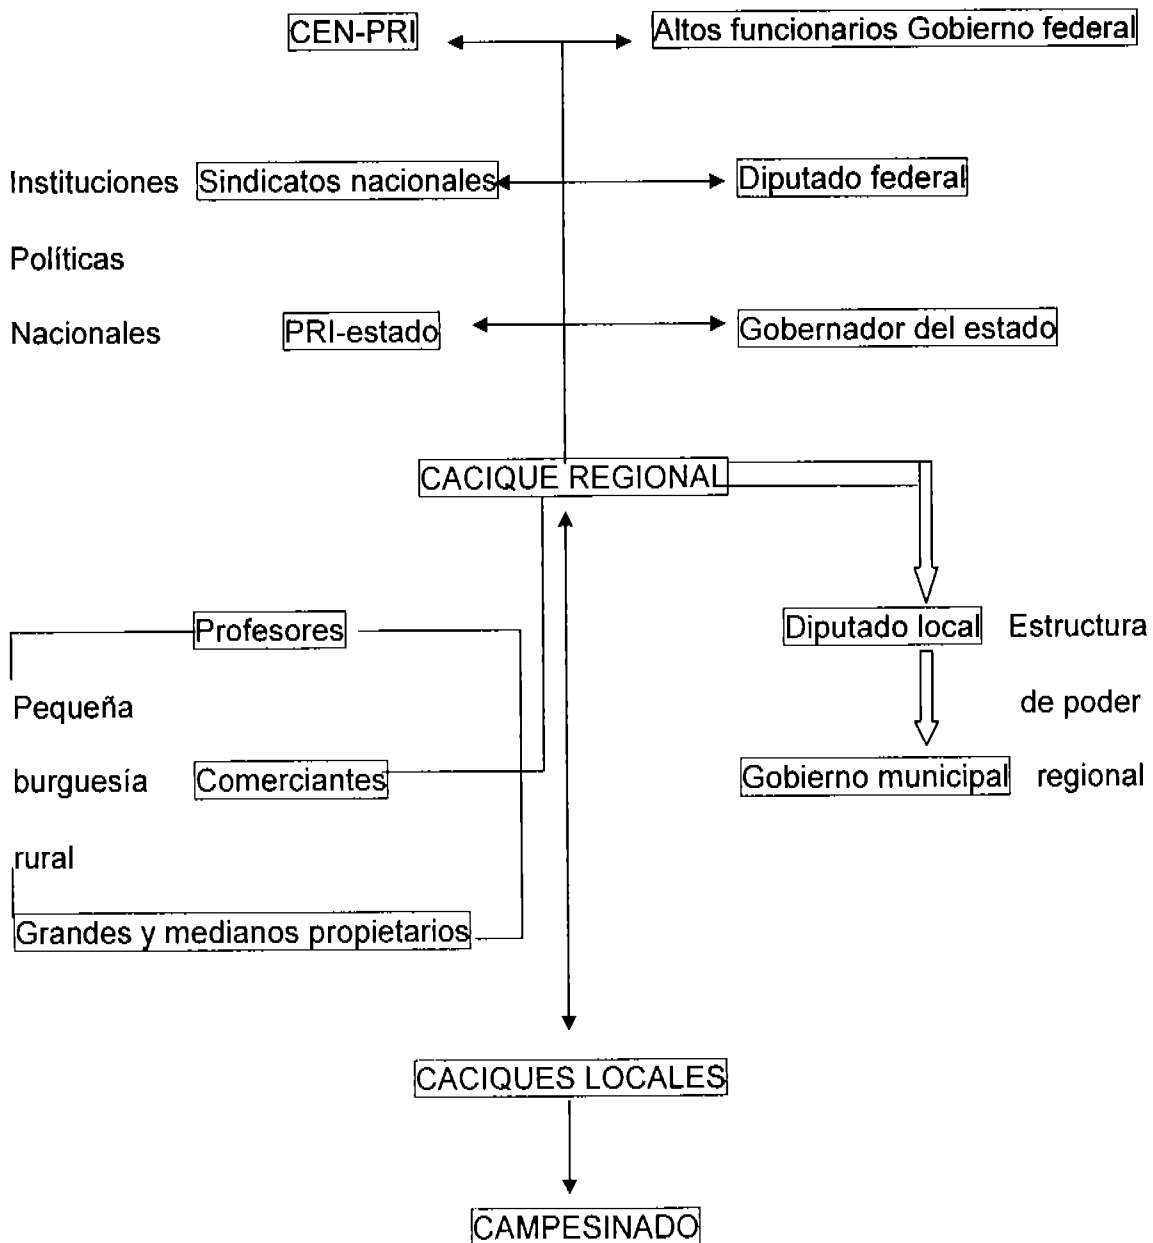 CEN-PRI Altos funcionarios Gobierno federal
Instituciones Sindicatos nacionales Diputado federal
Políticas
Nacionales PRI-estado Gobernador del estado
CACIQUE REGIONAL
Profesores Diputado local Estructura
Pequeña de poder
burguesía Comerciantes Gobierno municipal regional
rural
Grandes y medianos propietarios
CACIQUES LOCALES
CAMPESINADO